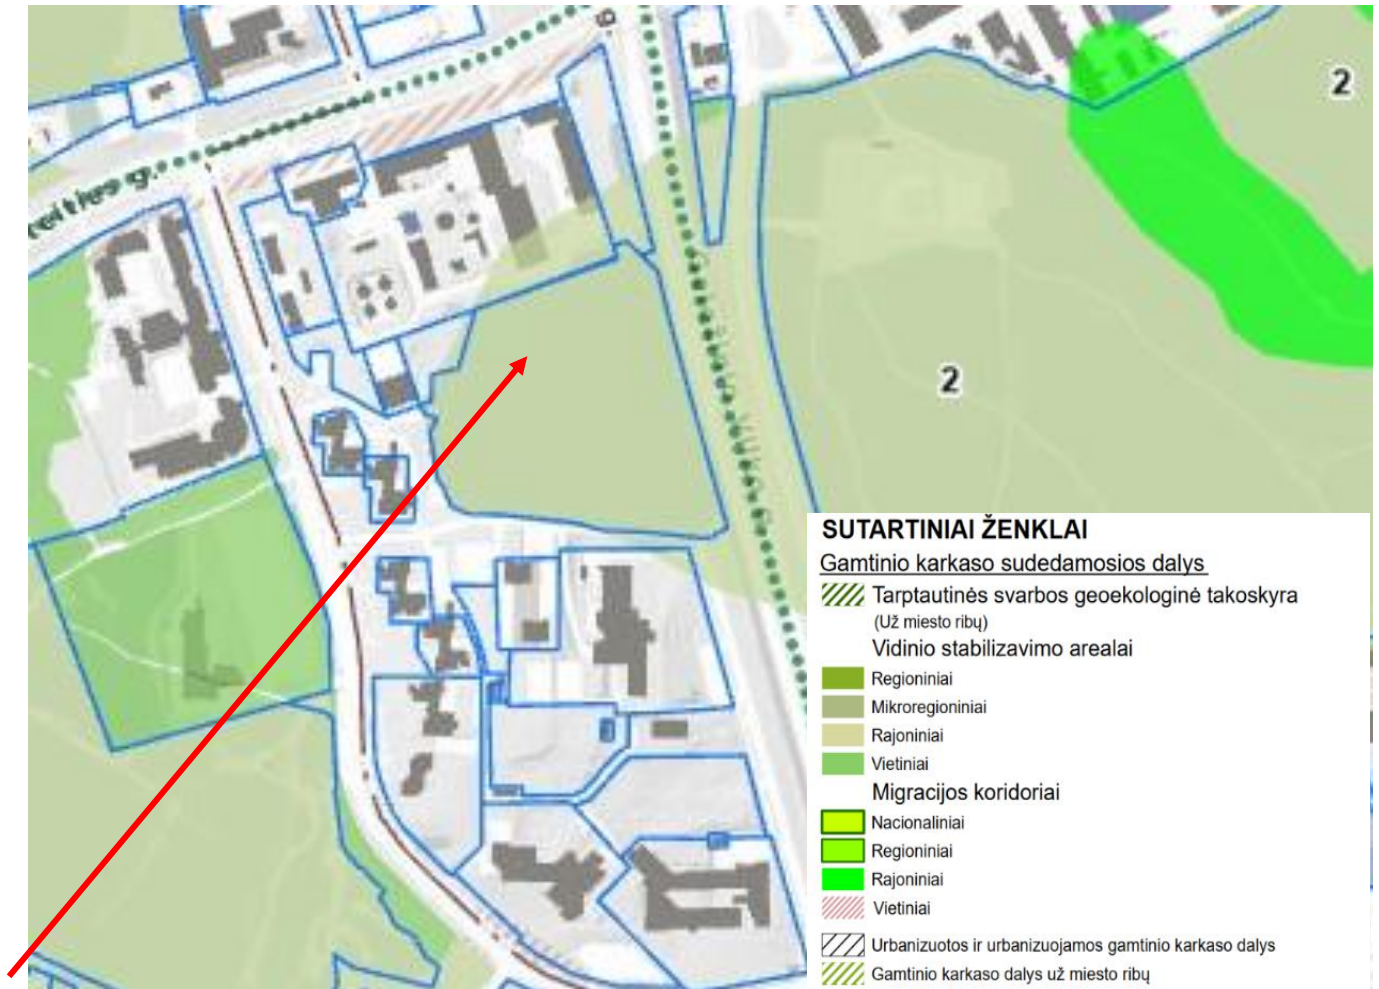 2
2
SUTARTINIAI ŽENKLAI
Gamtinio karkaso sudedamosios dalys
Tarptautinės svarbos geoekologinė takoskyra
(Už miesto ribų)
Vidinio stabilizavimo arealai
Regioniniai
Mikroregioniniai
Rajoniniai
Vietiniai
Migracijos koridoriai
Nacionaliniai
Regioniniai
Rajoniniai
Vietiniai
Urbanizuotos ir urbanizuojamos gamtinio karkaso dalys
Gamtinio karkaso dalys už miesto ribų